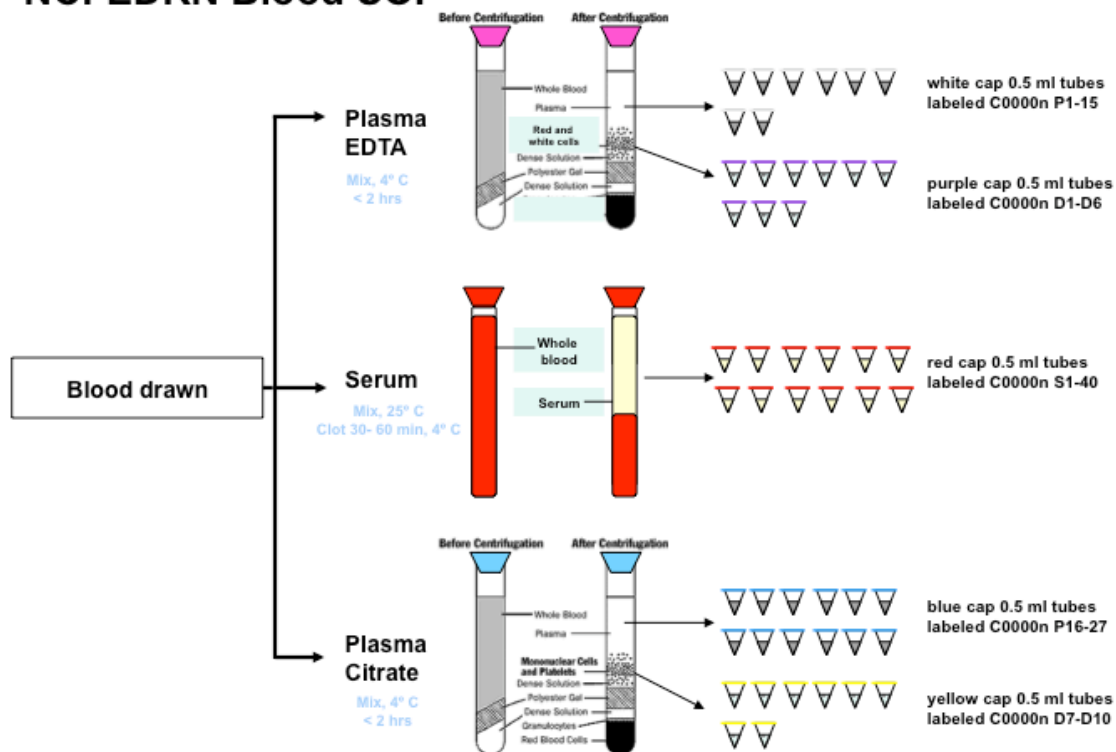 NCI EDRN Blood SOP
Before Centrifugation After Centrifugation
Whole Blood
Plasma
Red and
white cells
Dense Solution
Polyester Gel
Dense Solution
Plasma
EDTA
Mix, 4º C
< 2 hrs
white cap 0.5 ml tubes
labeled C0000n P1-15
purple cap 0.5 ml tubes
labeled C0000n D1-D6
Blood drawn
Serum
Mix, 25º C
Clot 30- 60 min, 4º C
Whole
blood
Serum
red cap 0.5 ml tubes
labeled C0000n S1-40
Before Centrifugation After Centrifugation
Whole Blood
Plasma
Mononuclear Cells
and Platelets
Dense Solution
Polyester Gel
Dense Solution
Granulocytes
Red Blood Cells
Plasma
Citrate
Mix, 4º C
< 2 hrs
blue cap 0.5 ml tubes
labeled C0000n P16-27
yellow cap 0.5 ml tubes
labeled C0000n D7-D10